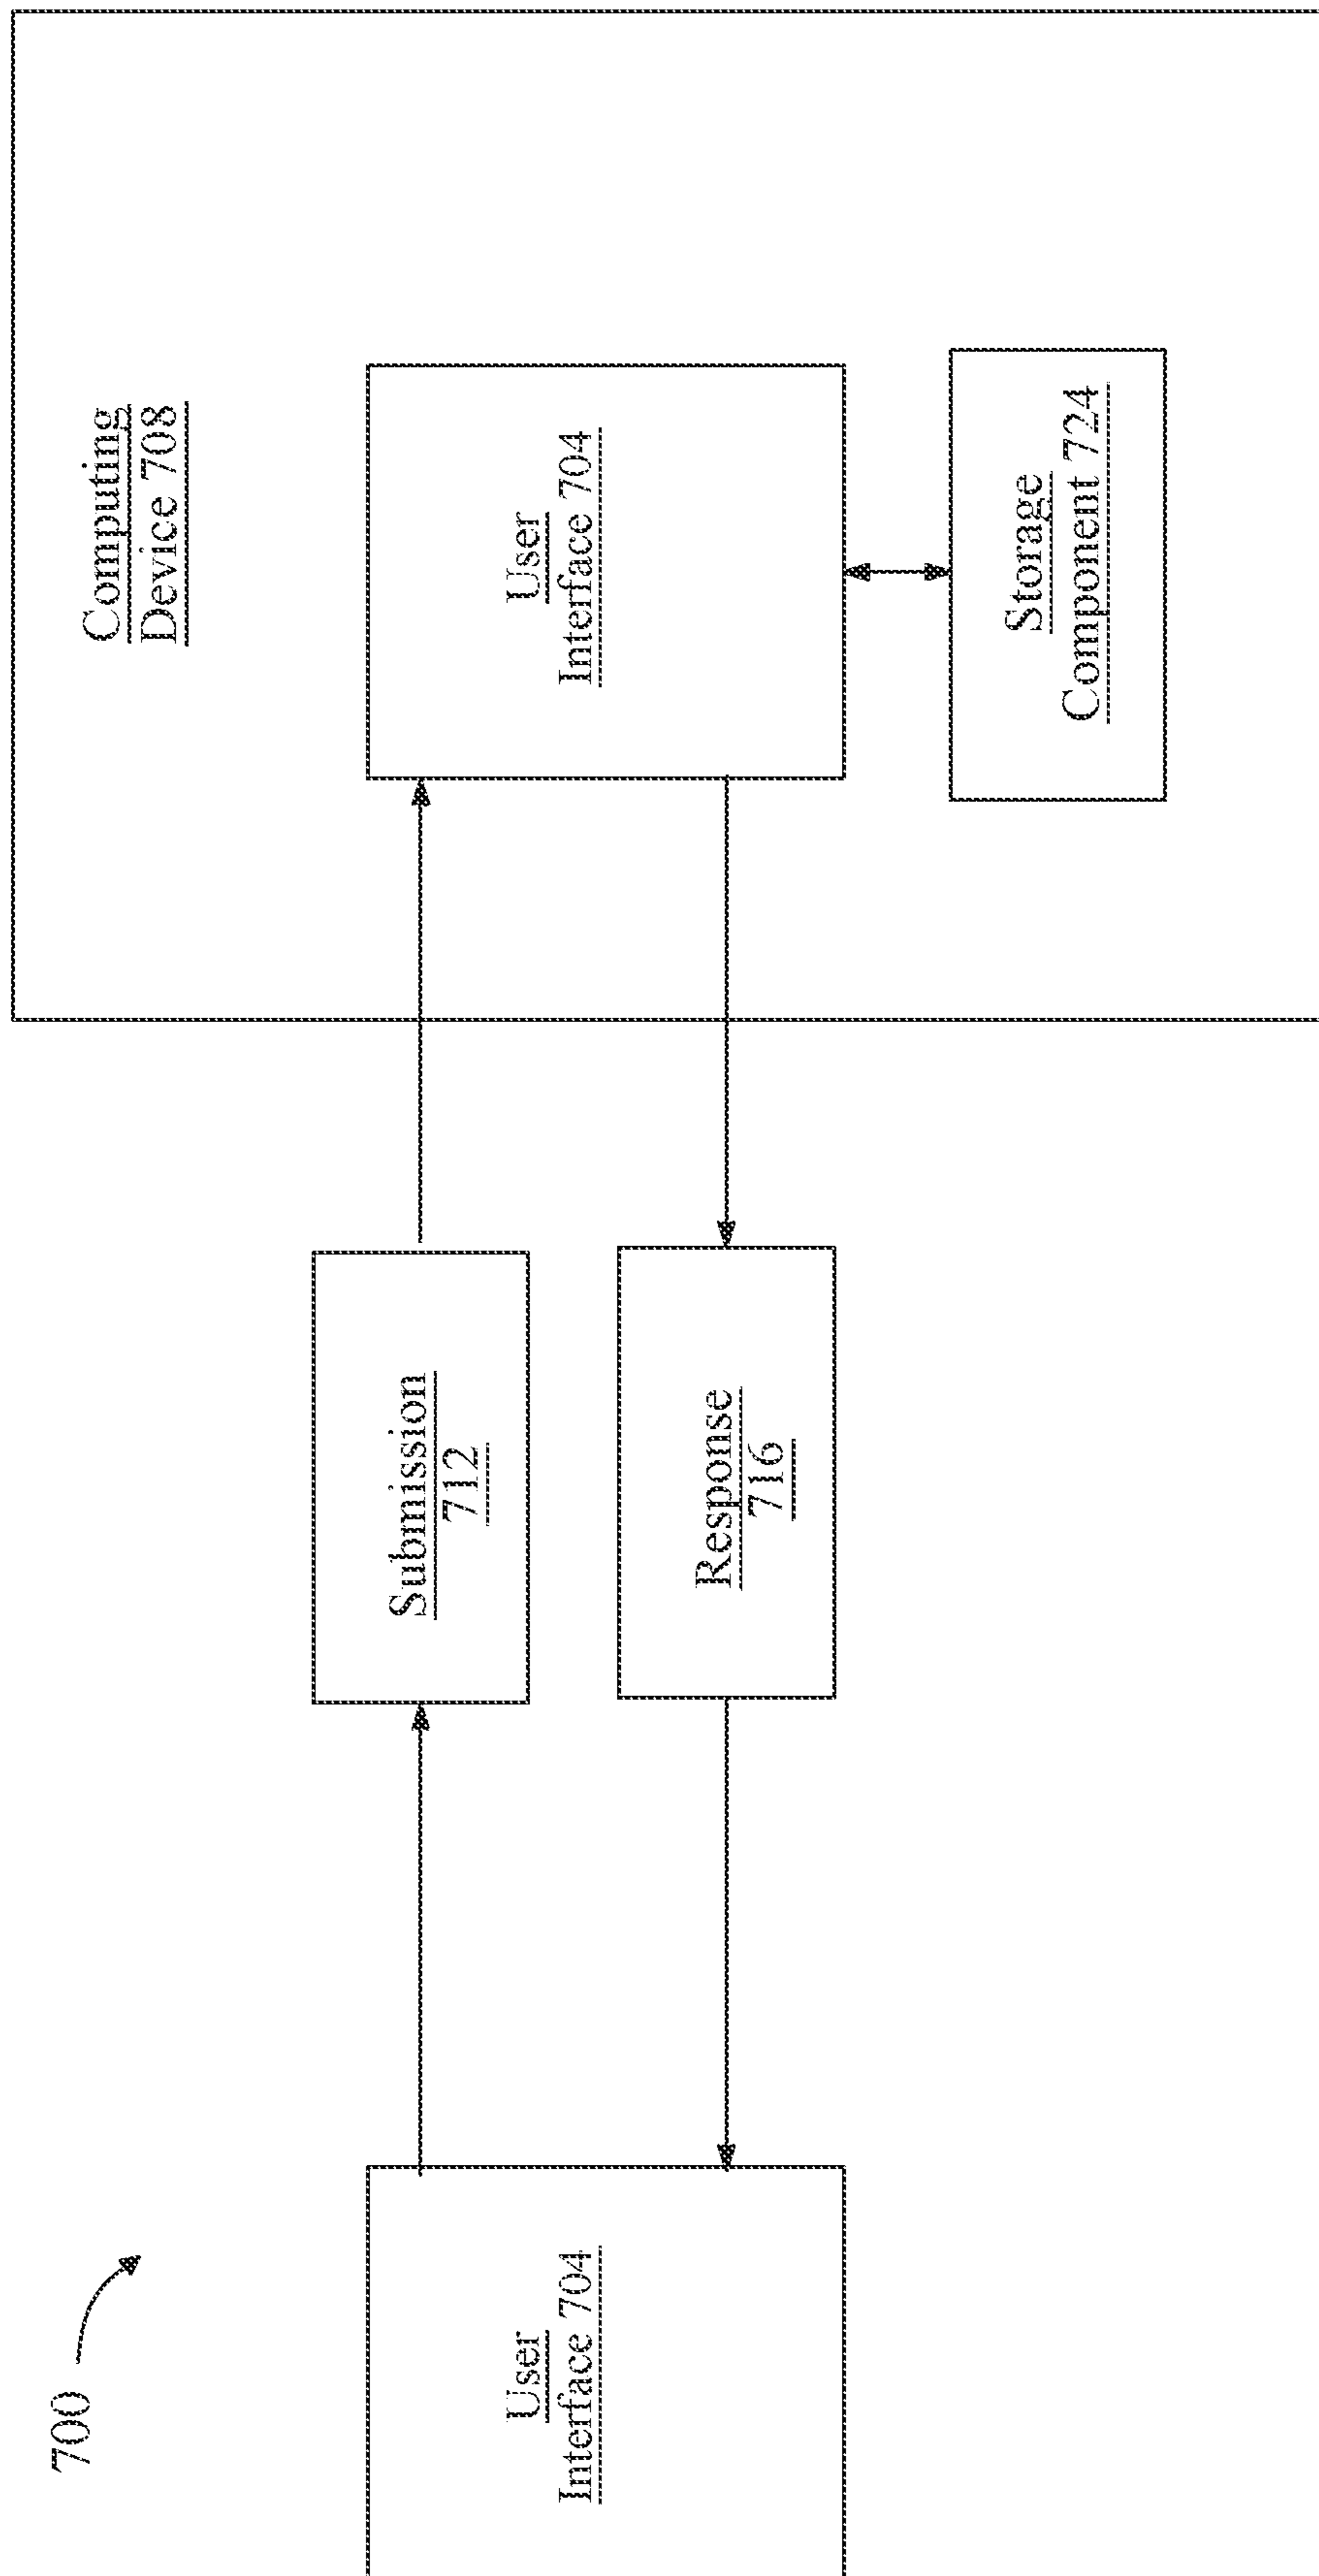 700
User
Interface 704
Submission
712
Response
716
Computing
Device 708
User
Interface 704
Storage
Component 724